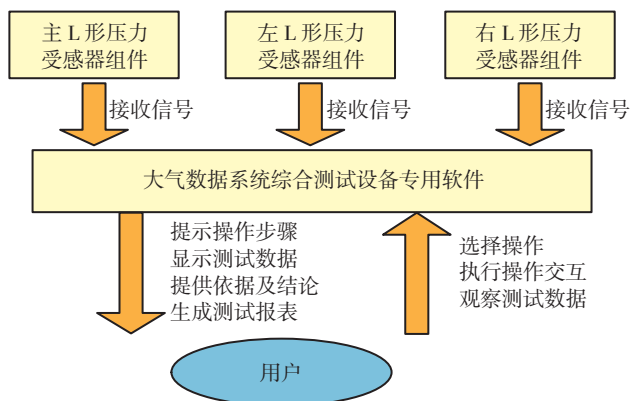 主 L 形压力
受感器组件
左 L 形压力
受感器组件
右 L 形压力
受感器组件
接收信号
接收信号
接收信号
大气数据系统综合测试设备专用软件
提示操作步骤
显示测试数据
提供依据及结论
生成测试报表
选择操作
执行操作交互
观察测试数据
用户